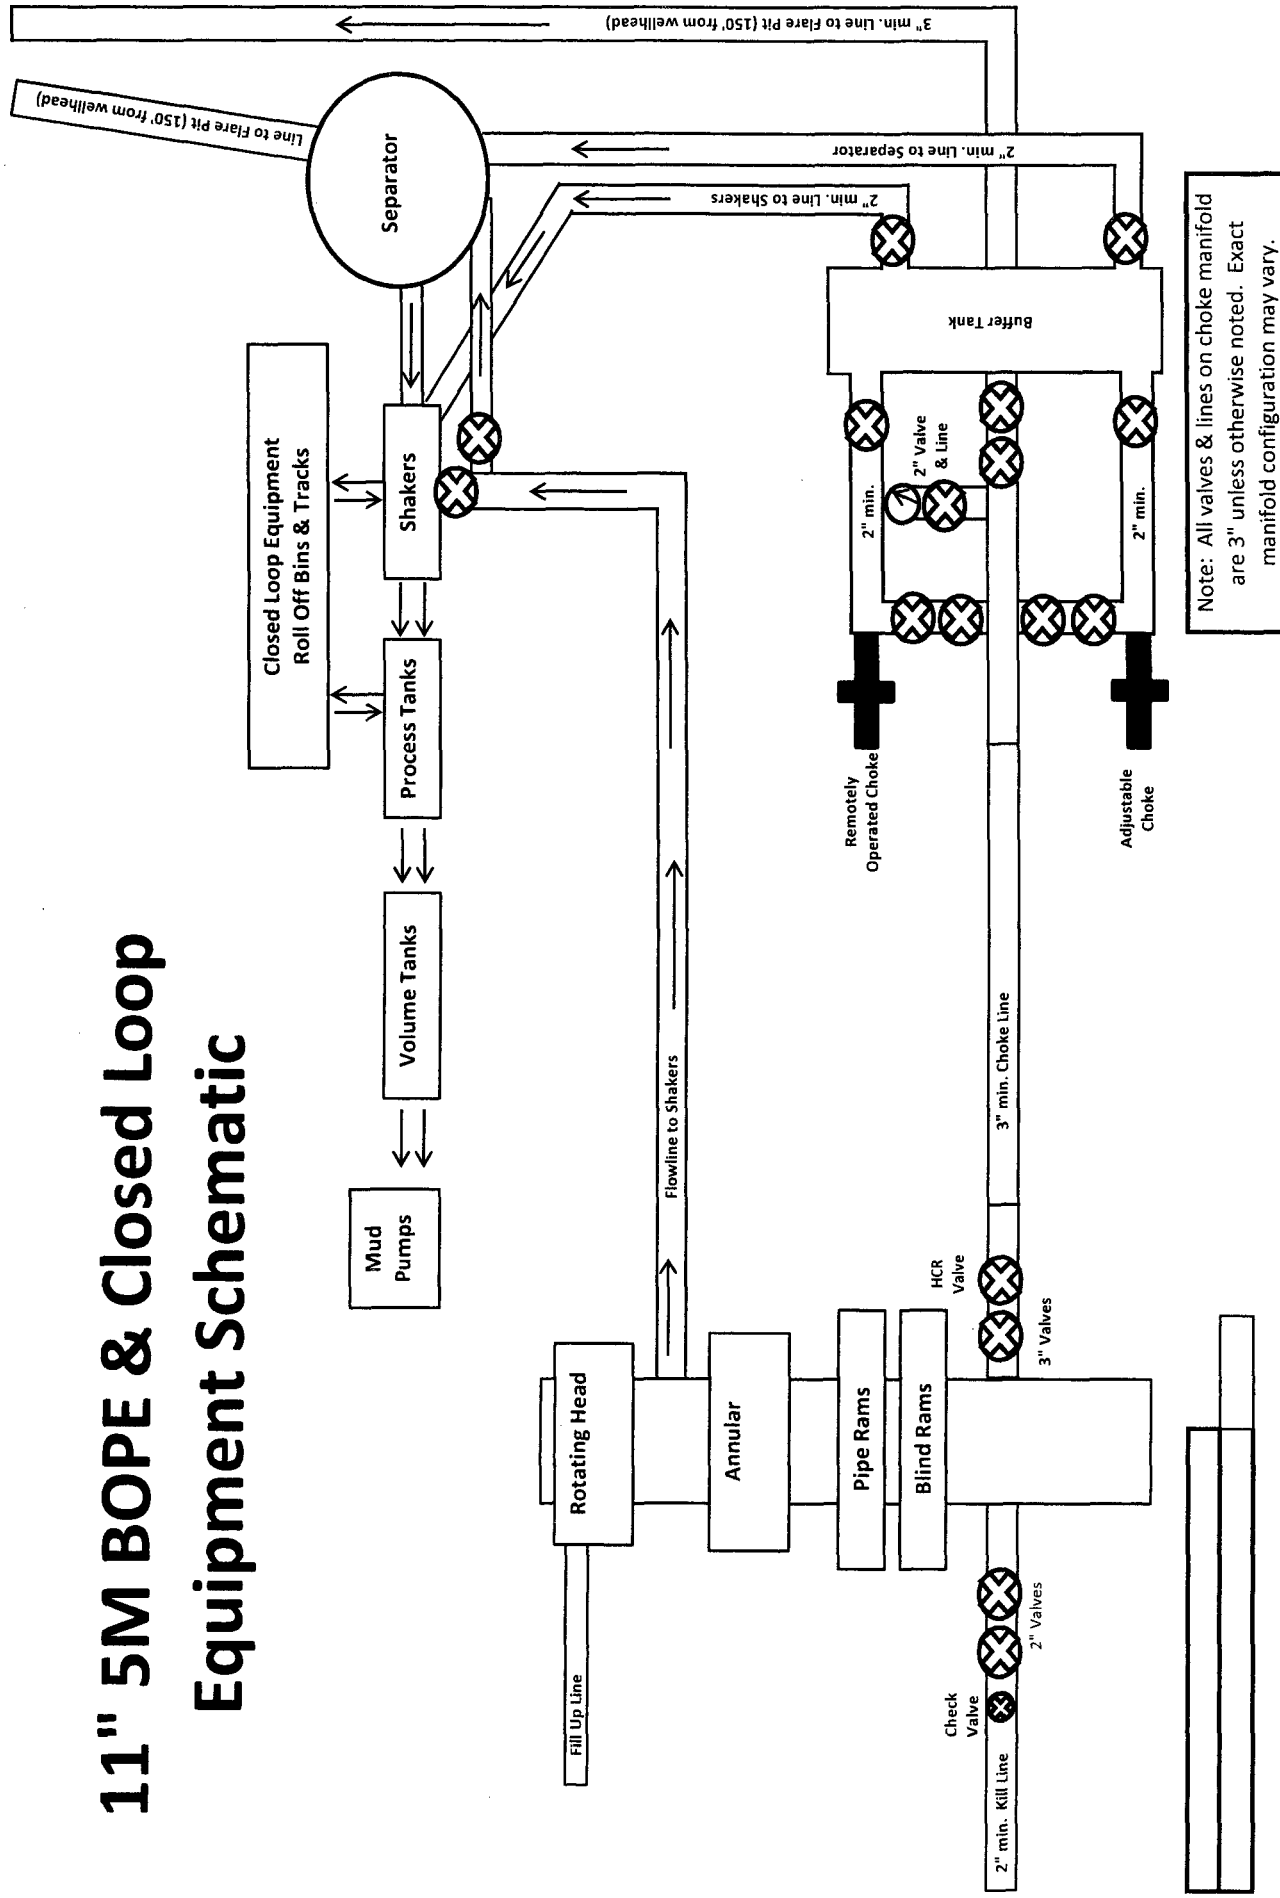 11" 5M BOPE & Closed Loop
Equipment Schematic
Closed Loop Equipment
Roll Off Bins & Tracks
Mud
Pumps
Volume Tanks
Process Tanks
Shakers
Separator
Line to Flare Pit (150' from wellhead)
3" min. Line to Flare Pit (150' from wellhead)
2" min. Line to Separator
2" min. Line to Shakers
Fill Up Line
Rotating Head
Flowline to Shakers
Annular
Pipe Rams
Blind Rams
2" min. Kill Line
Check
Valve
2" Valves
HCR
Valve
3" Valves
3" min. Choke Line
Remotely
Operated Choke
Adjustable
Choke
2" min.
2" Valve
& Line
2" min.
Buffer Tank
Note: All valves & lines on choke manifold
are 3" unless otherwise noted. Exact
manifold configuration may vary.